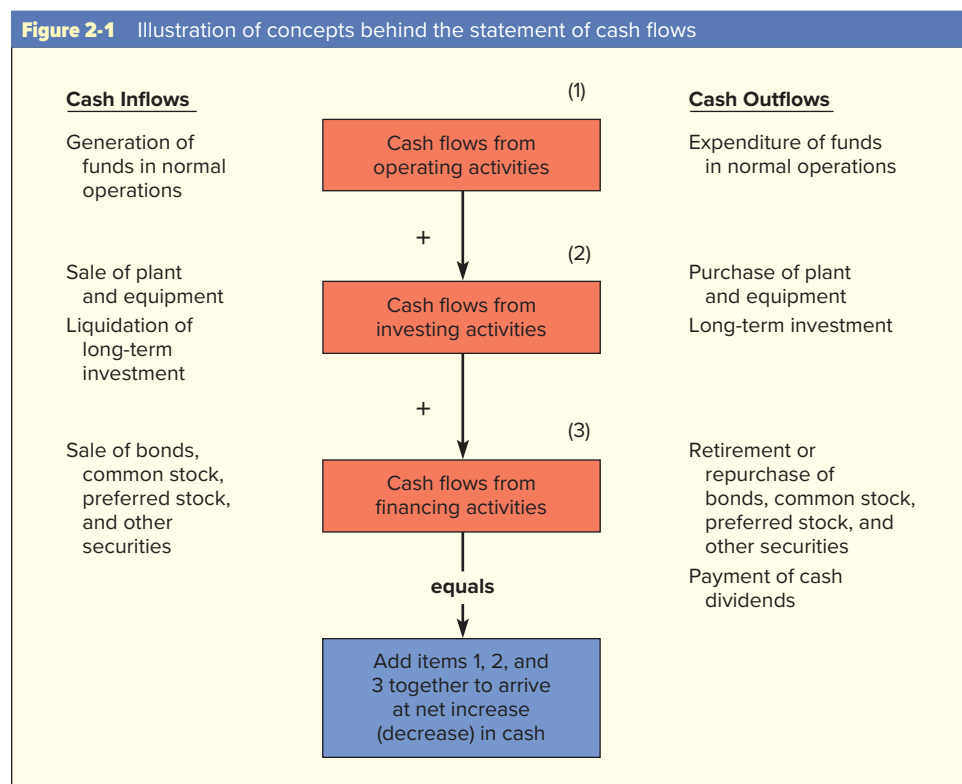 Figure 2-1 Illustration of concepts behind the statement of cash flows
Cash Inflows
(1)
Cash Outflows
Generation of
funds in normal
operations
Cash flows from
operating activities
Expenditure of funds
in normal operations
+
(2)
Sale of plant
and equipment
Liquidation of
long-term
investment
Cash flows from
investing activities
Purchase of plant
and equipment
Long-term investment
+
(3)
Sale of bonds,
common stock,
preferred stock,
and other
securities
Cash flows from
financing activities
Retirement or
repurchase of
bonds, common stock,
preferred stock, and
other securities
Payment of cash
dividends
equals
Add items 1, 2, and
3 together to arrive
at net increase
(decrease) in cash